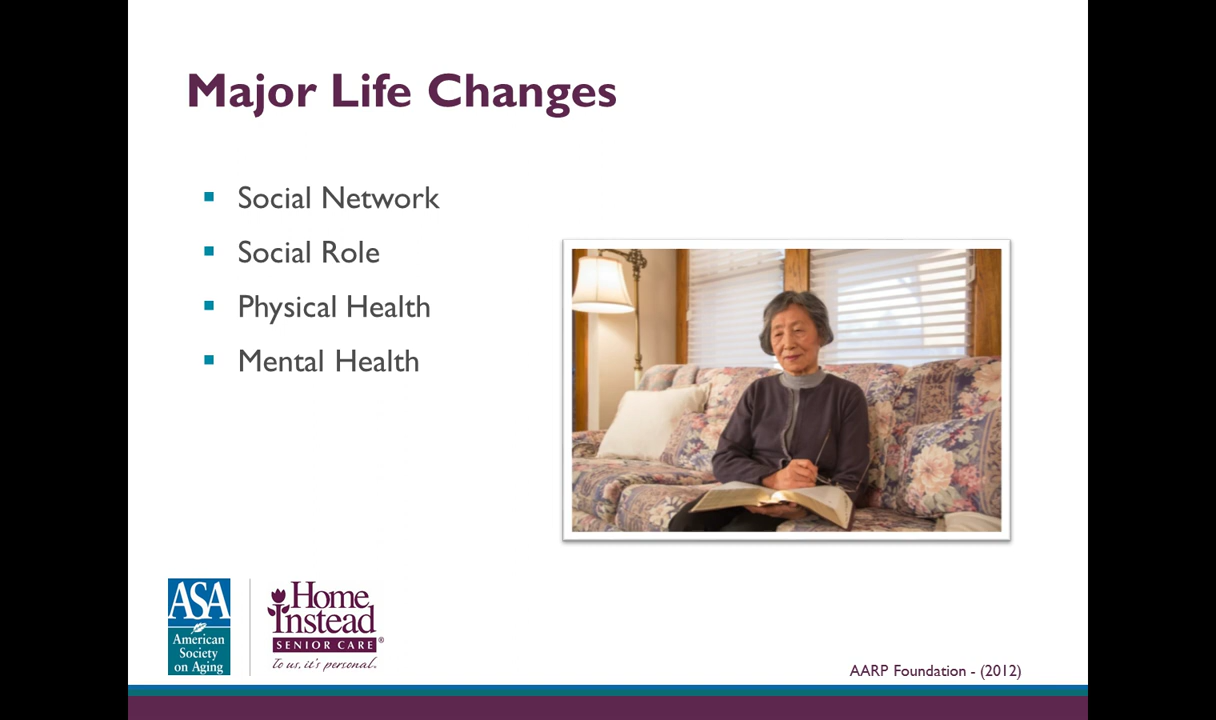 Major Life Changes
Social Network
Social Role
Physical Health
Mental Health
ASA
American
Society
on Aging
Home
Instead
SENIOR CARE®
To us, it's personal.
AARP Foundation - (2012)